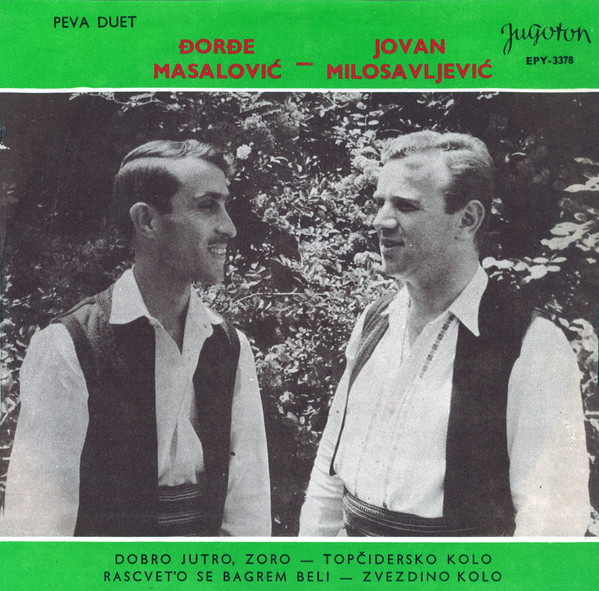 PEVA DUET
ĐORĐE MASALOVIĆ — JOVAN MILOSAVLJEVIĆ
Jugoton
EPY-3378
DOBRO JUTRO, ZORO — TOPČIDERSKO KOLO
RASCVET'O SE BAGREM BELI — ZVEZDINO KOLO